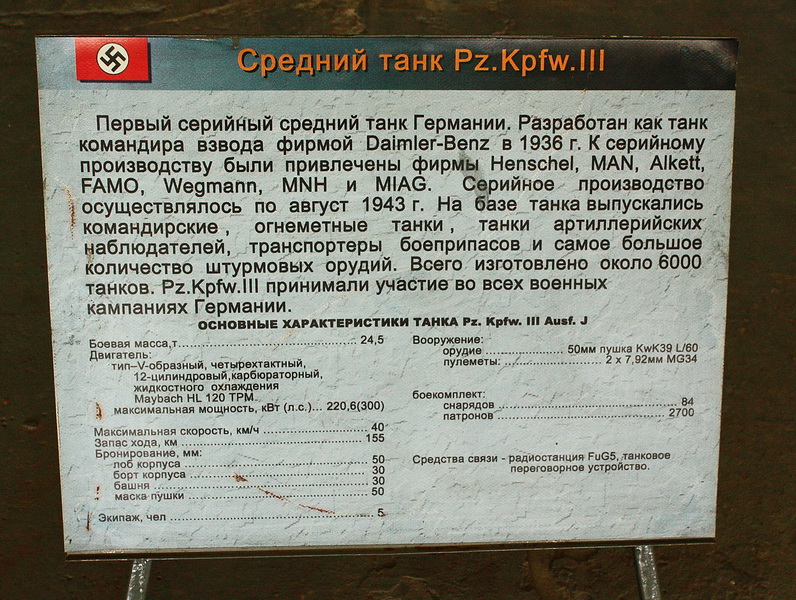 Средний танк Pz.Kpfw.III
Первый серийный средний танк Германии. Разработан как танк
командира взвода фирмой Daimler-Benz в 1936 г. К серийному
производству были привлечены фирмы Henschel, MAN, Alkett,
FAMO, Wegmann, MNH и MIAG. Серийное производство
осуществлялось по август 1943 г. На базе танка выпускались
командирские, огнеметные танки, танки артиллерийских
наблюдателей, транспортеры боеприпасов и самое большое
количество штурмовых орудий. Всего изготовлено около 6000
танков. Pz.Kpfw.III принимали участие во всех военных
кампаниях Германии.
ОСНОВНЫЕ ХАРАКТЕРИСТИКИ ТАНКА Pz. Kpfw. III Ausf. J
Боевая масса,т.......................................... 24,5
Двигатель:
тип–V-образный, четырехтактный,
12-цилиндровый,карбюраторный,
жидкостного охлаждения
Maybach HL 120 TPM
максимальная мощность, кВт (л.с.)... 220,6(300)
Максимальная скорость, км/ч .......................... 40
Запас хода, км .......................................... 155
Бронирование, мм:
лоб корпуса ............................................. 50
борт корпуса ........................................... 30
башня ..................................................... 30
маска пушки ............................................ 50
Экипаж, чел ............................................. 5
Вооружение:
орудие .................... 50мм пушка KwK39 L/60
пулеметы: .......................... 2 x 7,92мм MG34
боекомплект:
снарядов ............................................. 84
патронов ............................................. 2700
Средства связи - радиостанция FuG5, танковое
переговорное устройство.